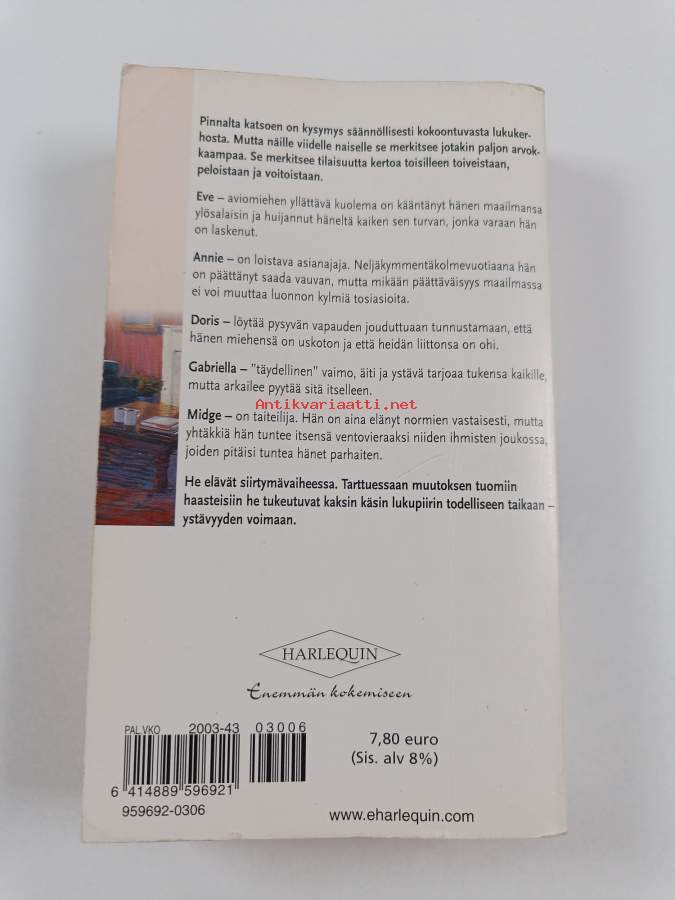 Pinnalta katsoen on kysymys säännöllisesti kokoontuvasta lukuker-
hosta. Mutta näille viidelle naiselle se merkitsee jotakin paljon arvok-
kaampaa. Se merkitsee tilaisuutta kertoa toisilleen toiveistaan,
peloistaan ja voitoistaan.
Eve – aviomiehen yllättävä kuolema on kääntänyt hänen maailmansa
ylösalaisin ja huijannut häneltä kaiken sen turvan, jonka varaan hän
on laskenut.
Annie – on loistava asianajaja. Neljäkymmentäkolmevuotiaana hän
on päättänyt saada vauvan, mutta mikään päättäväisyys maailmassa
ei voi muuttaa luonnon kylmiä tosiasioita.
Doris – löytää pysyvän vapauden jouduttuaan tunnustamaan, että
hänen miehensä on uskoton ja että heidän liittonsa on ohi.
Gabriella – "täydellinen" vaimo, äiti ja ystävä tarjoaa tukensa kaikille,
mutta arkailee pyytää sitä itselleen.
Antikvariaatti.net
Midge – on taiteilija. Hän on aina elänyt normien vastaisesti, mutta
yhtäkkiä hän tuntee itsensä ventovieraaksi niiden ihmisten joukossa,
joiden pitäisi tuntea hänet parhaiten.
He elävät siirtymävaiheessa. Tarttuessaan muutoksen tuomiin
haasteisiin he tukeutuvat kaksin käsin lukupiirin todelliseen taikaan –
ystävyyden voimaan.
HARLEQUIN
Enemmän kokemiseen
PAL.VKO 2003-43 03006
6 414889 596921
959692-0306
7,80 euro
(Sis. alv 8%)
www.eharlequin.com